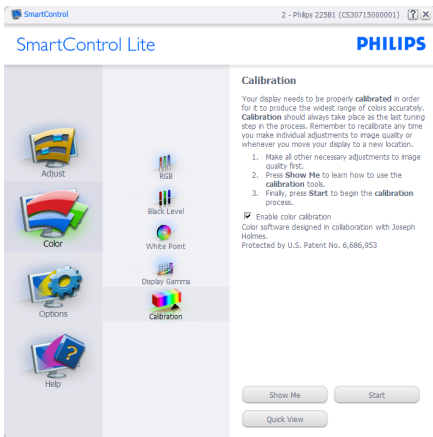 SmartControl
2 - Philips 225B1 (CS30715000001)
SmartControl Lite
PHILIPS
Adjust
Color
Options
Help
RGB
Black Level
White Point
Display Gamma
Calibration
Calibration
Your display needs to be properly calibrated in order
for it to produce the widest range of colors accurately.
Calibration should always take place as the last tuning
step in the process. Remember to recalibrate any time
you make individual adjustments to image quality or
whenever you move your display to a new location.
1. Make all other necessary adjustments to image
quality first.
2. Press Show Me to learn how to use the
calibration tools.
3. Finally, press Start to begin the calibration
process.
Enable color calibration
Color software designed in collaboration with Joseph
Holmes.
Protected by U.S. Patent No. 6,686,953
Show Me
Start
Quick View